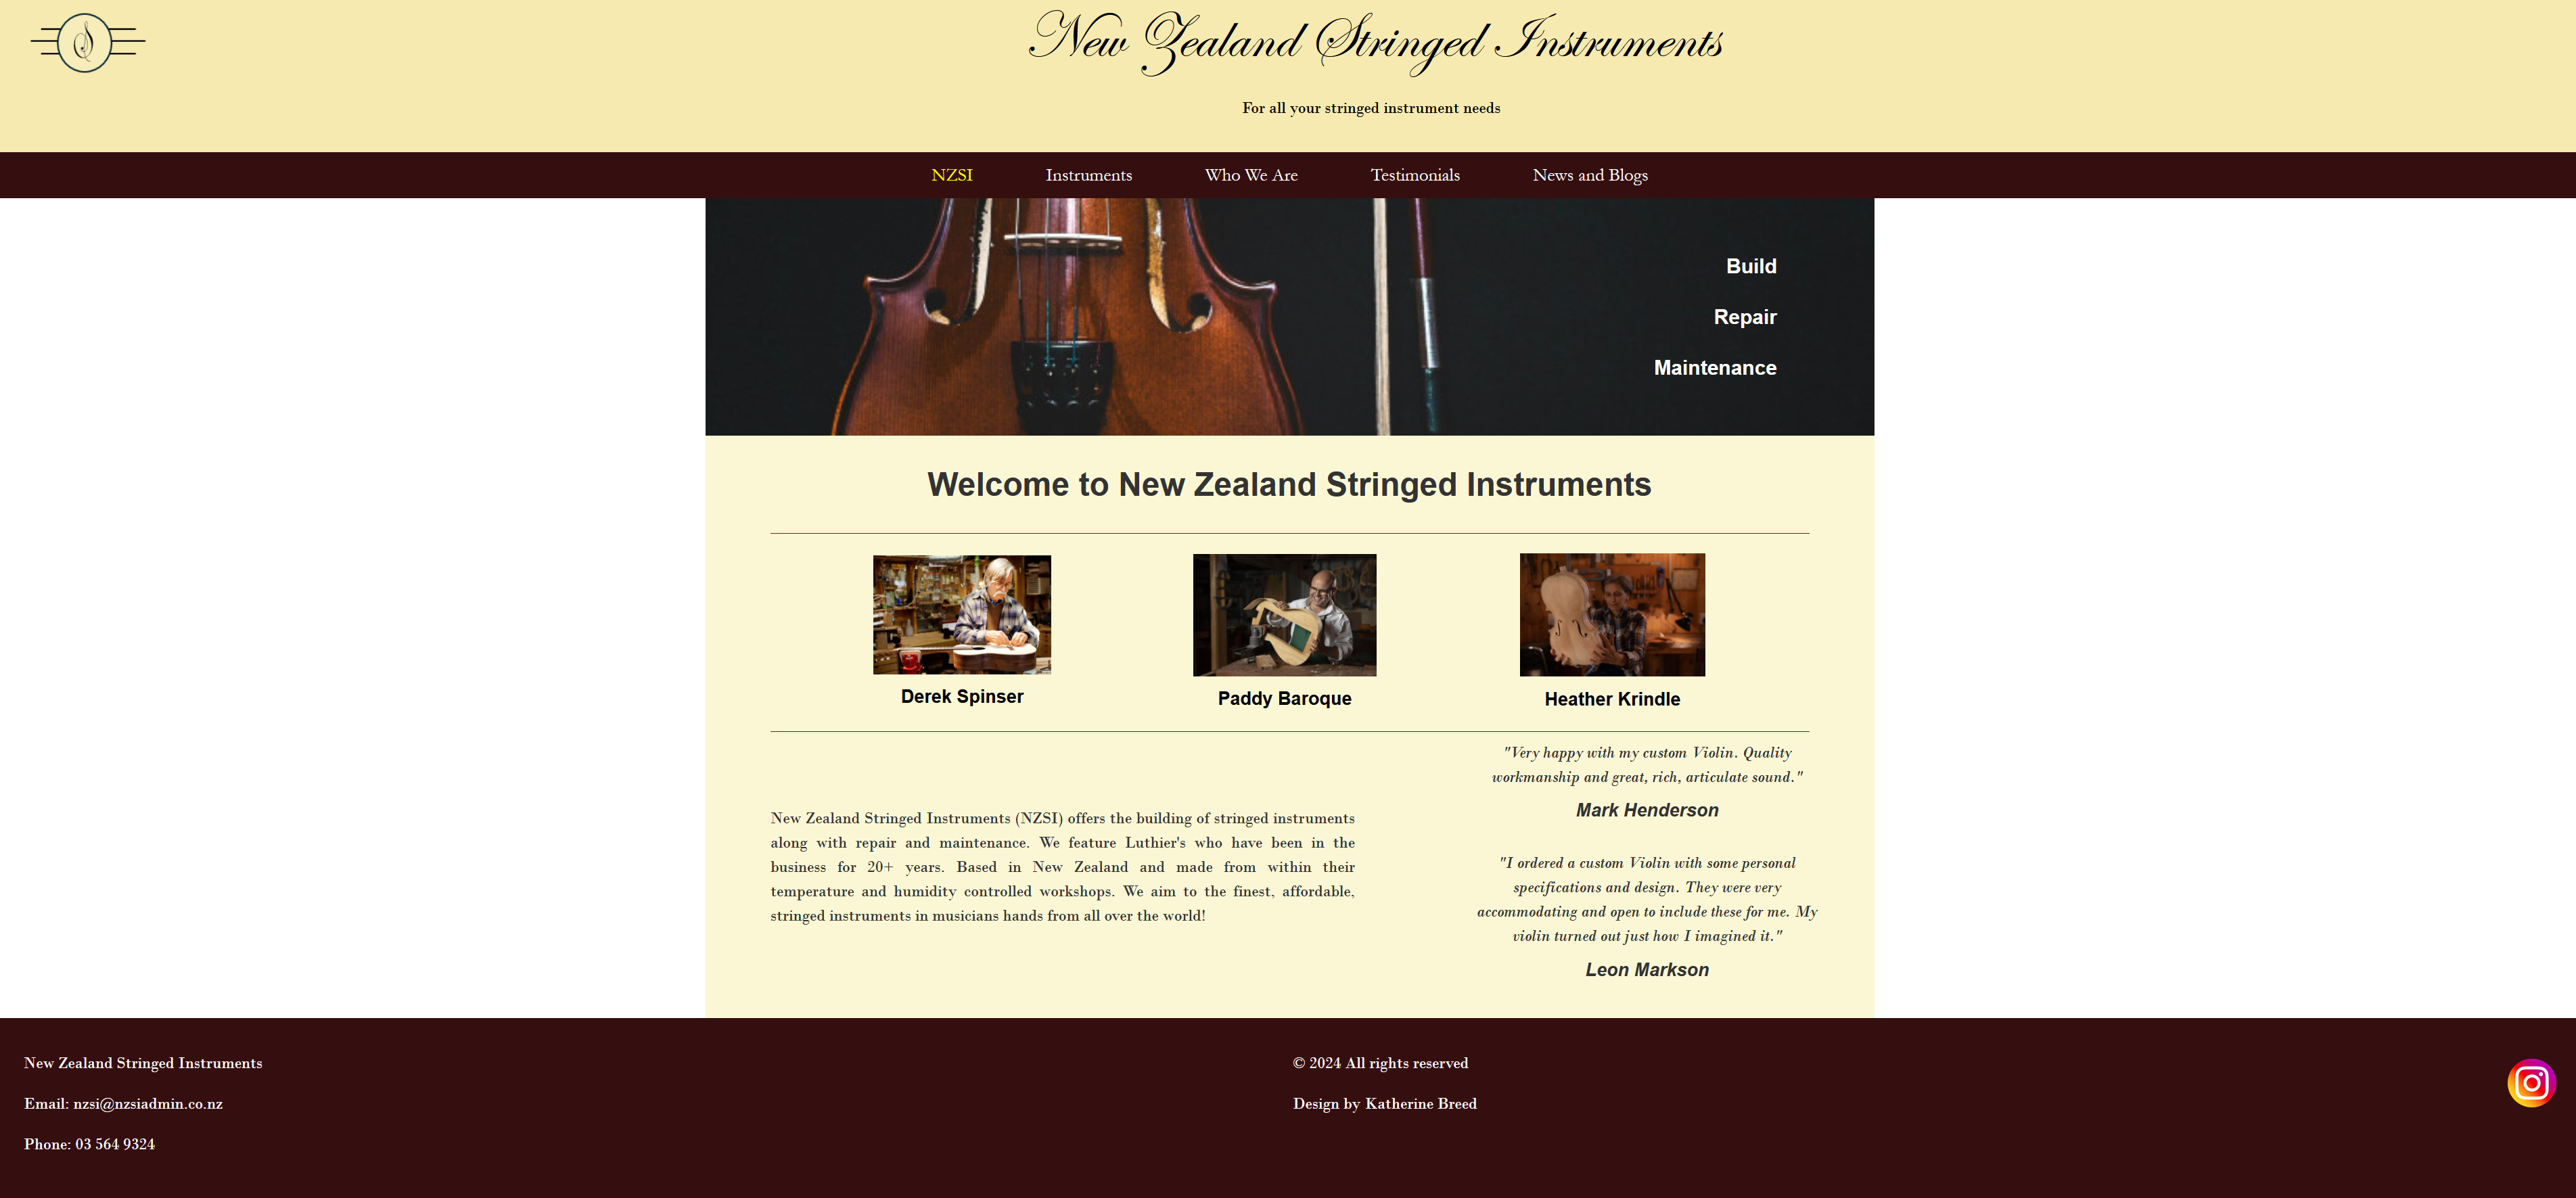 New Zealand Stringed Instruments
For all your stringed instrument needs
NZSI Instruments Who We Are Testimonials News and Blogs
Build
Repair
Maintenance
Welcome to New Zealand Stringed Instruments
Derek Spinser
Paddy Baroque
Heather Krindle
New Zealand Stringed Instruments (NZSI) offers the building of stringed instruments
along with repair and maintenance. We feature Luthier's who have been in the
business for 20+ years. Based in New Zealand and made from within their
temperature and humidity controlled workshops. We aim to the finest, affordable,
stringed instruments in musicians hands from all over the world!
"Very happy with my custom Violin. Quality
workmanship and great, rich, articulate sound."
Mark Henderson
"I ordered a custom Violin with some personal
specifications and design. They were very
accommodating and open to include these for me. My
violin turned out just how I imagined it."
Leon Markson
New Zealand Stringed Instruments
Email: nzsi@nzsiadmin.co.nz
Phone: 03 564 9324
© 2024 All rights reserved
Design by Katherine Breed